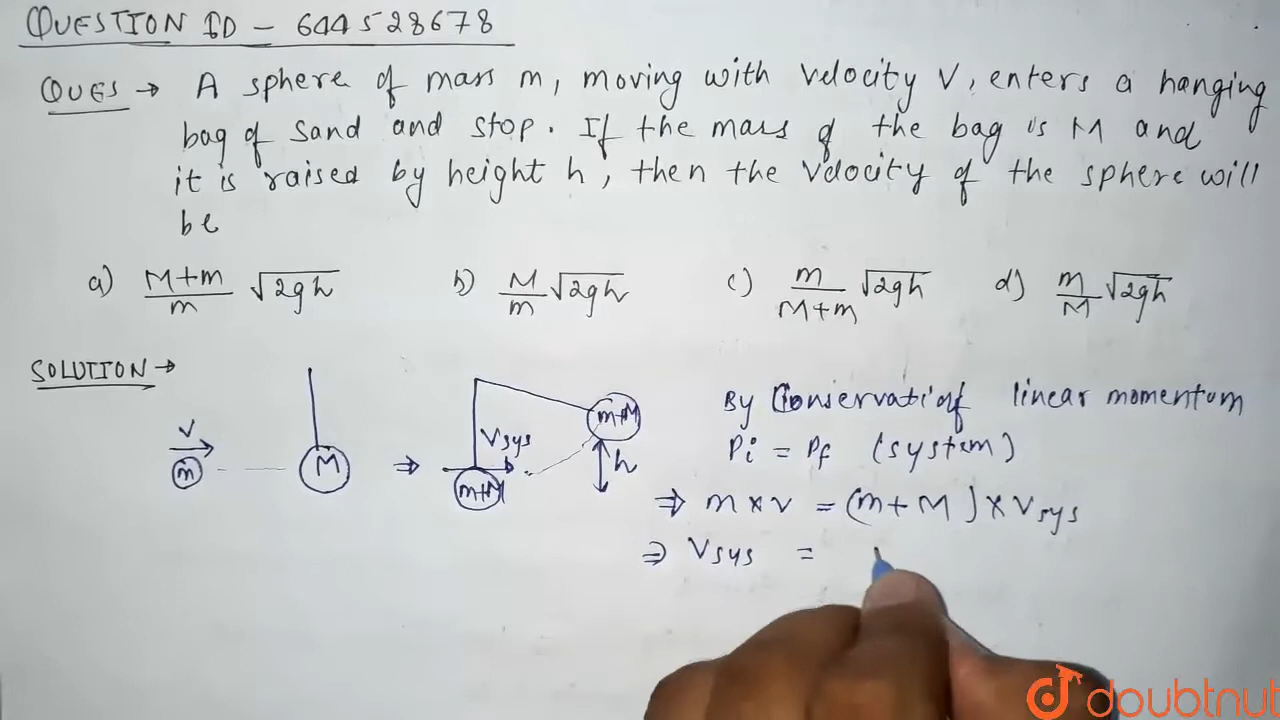 QUESTION ID - 644528678
QUES → A sphere of mass m, moving with velocity V, enters a hanging
bag of sand and stop. If the mass of the bag is M and
it is raised by height h, then the velocity of the sphere will
be
a) M+m/m √2gh b) M/m √2gh c) m/M+m √2gh d) m/M √2gh
SOLUTION →
V
m
M
⇒
Vsys
m+M
m+M
h
By Conservation of linear momentum
Pi = Pf (system)
⇒ m×v = (m+M)×Vsys
⇒ Vsys =
doubtnut